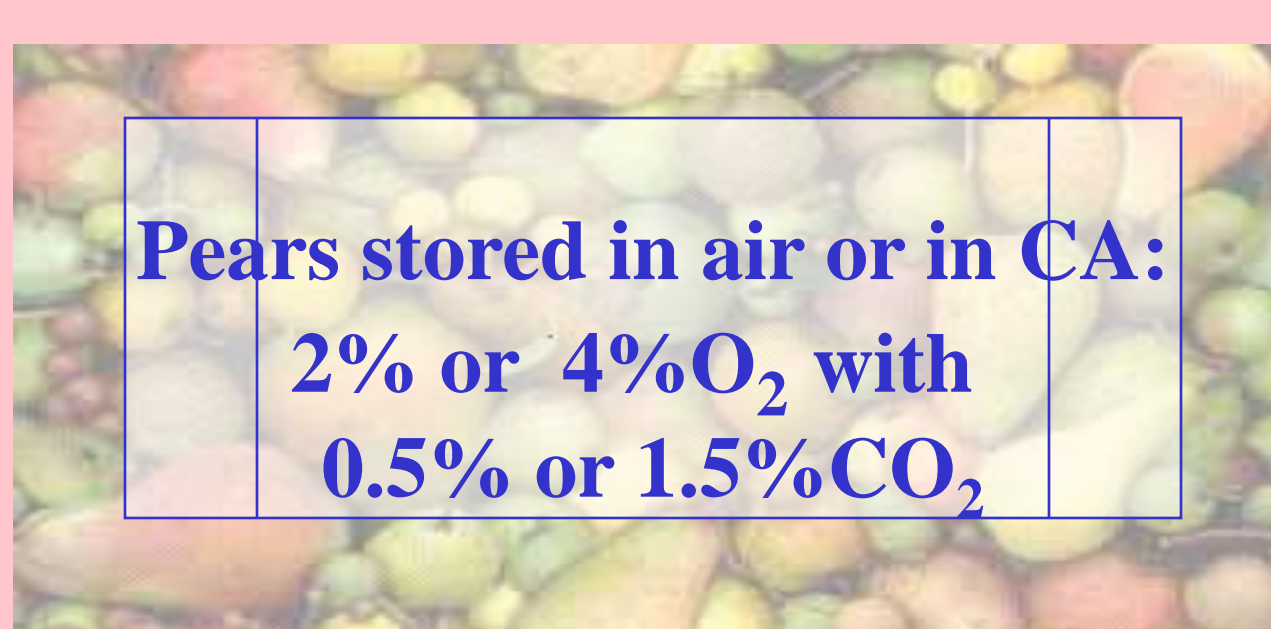 Pears stored in air or in CA:
2% or 4%O₂ with
0.5% or 1.5%CO₂